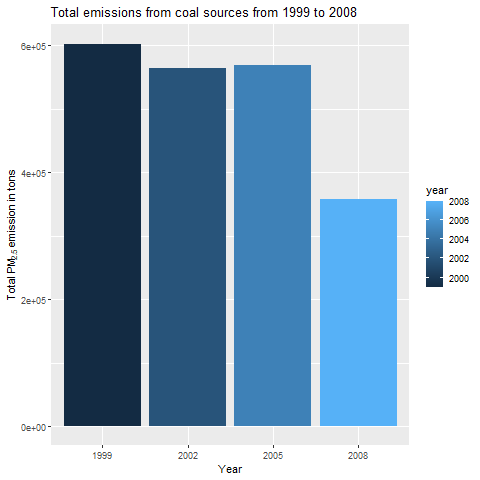 Total emissions from coal sources from 1999 to 2008
Total PM2.5 emission in tons
6e+05
4e+05
2e+05
0e+00
1999 2002 2005 2008
Year
year
2008
2006
2004
2002
2000